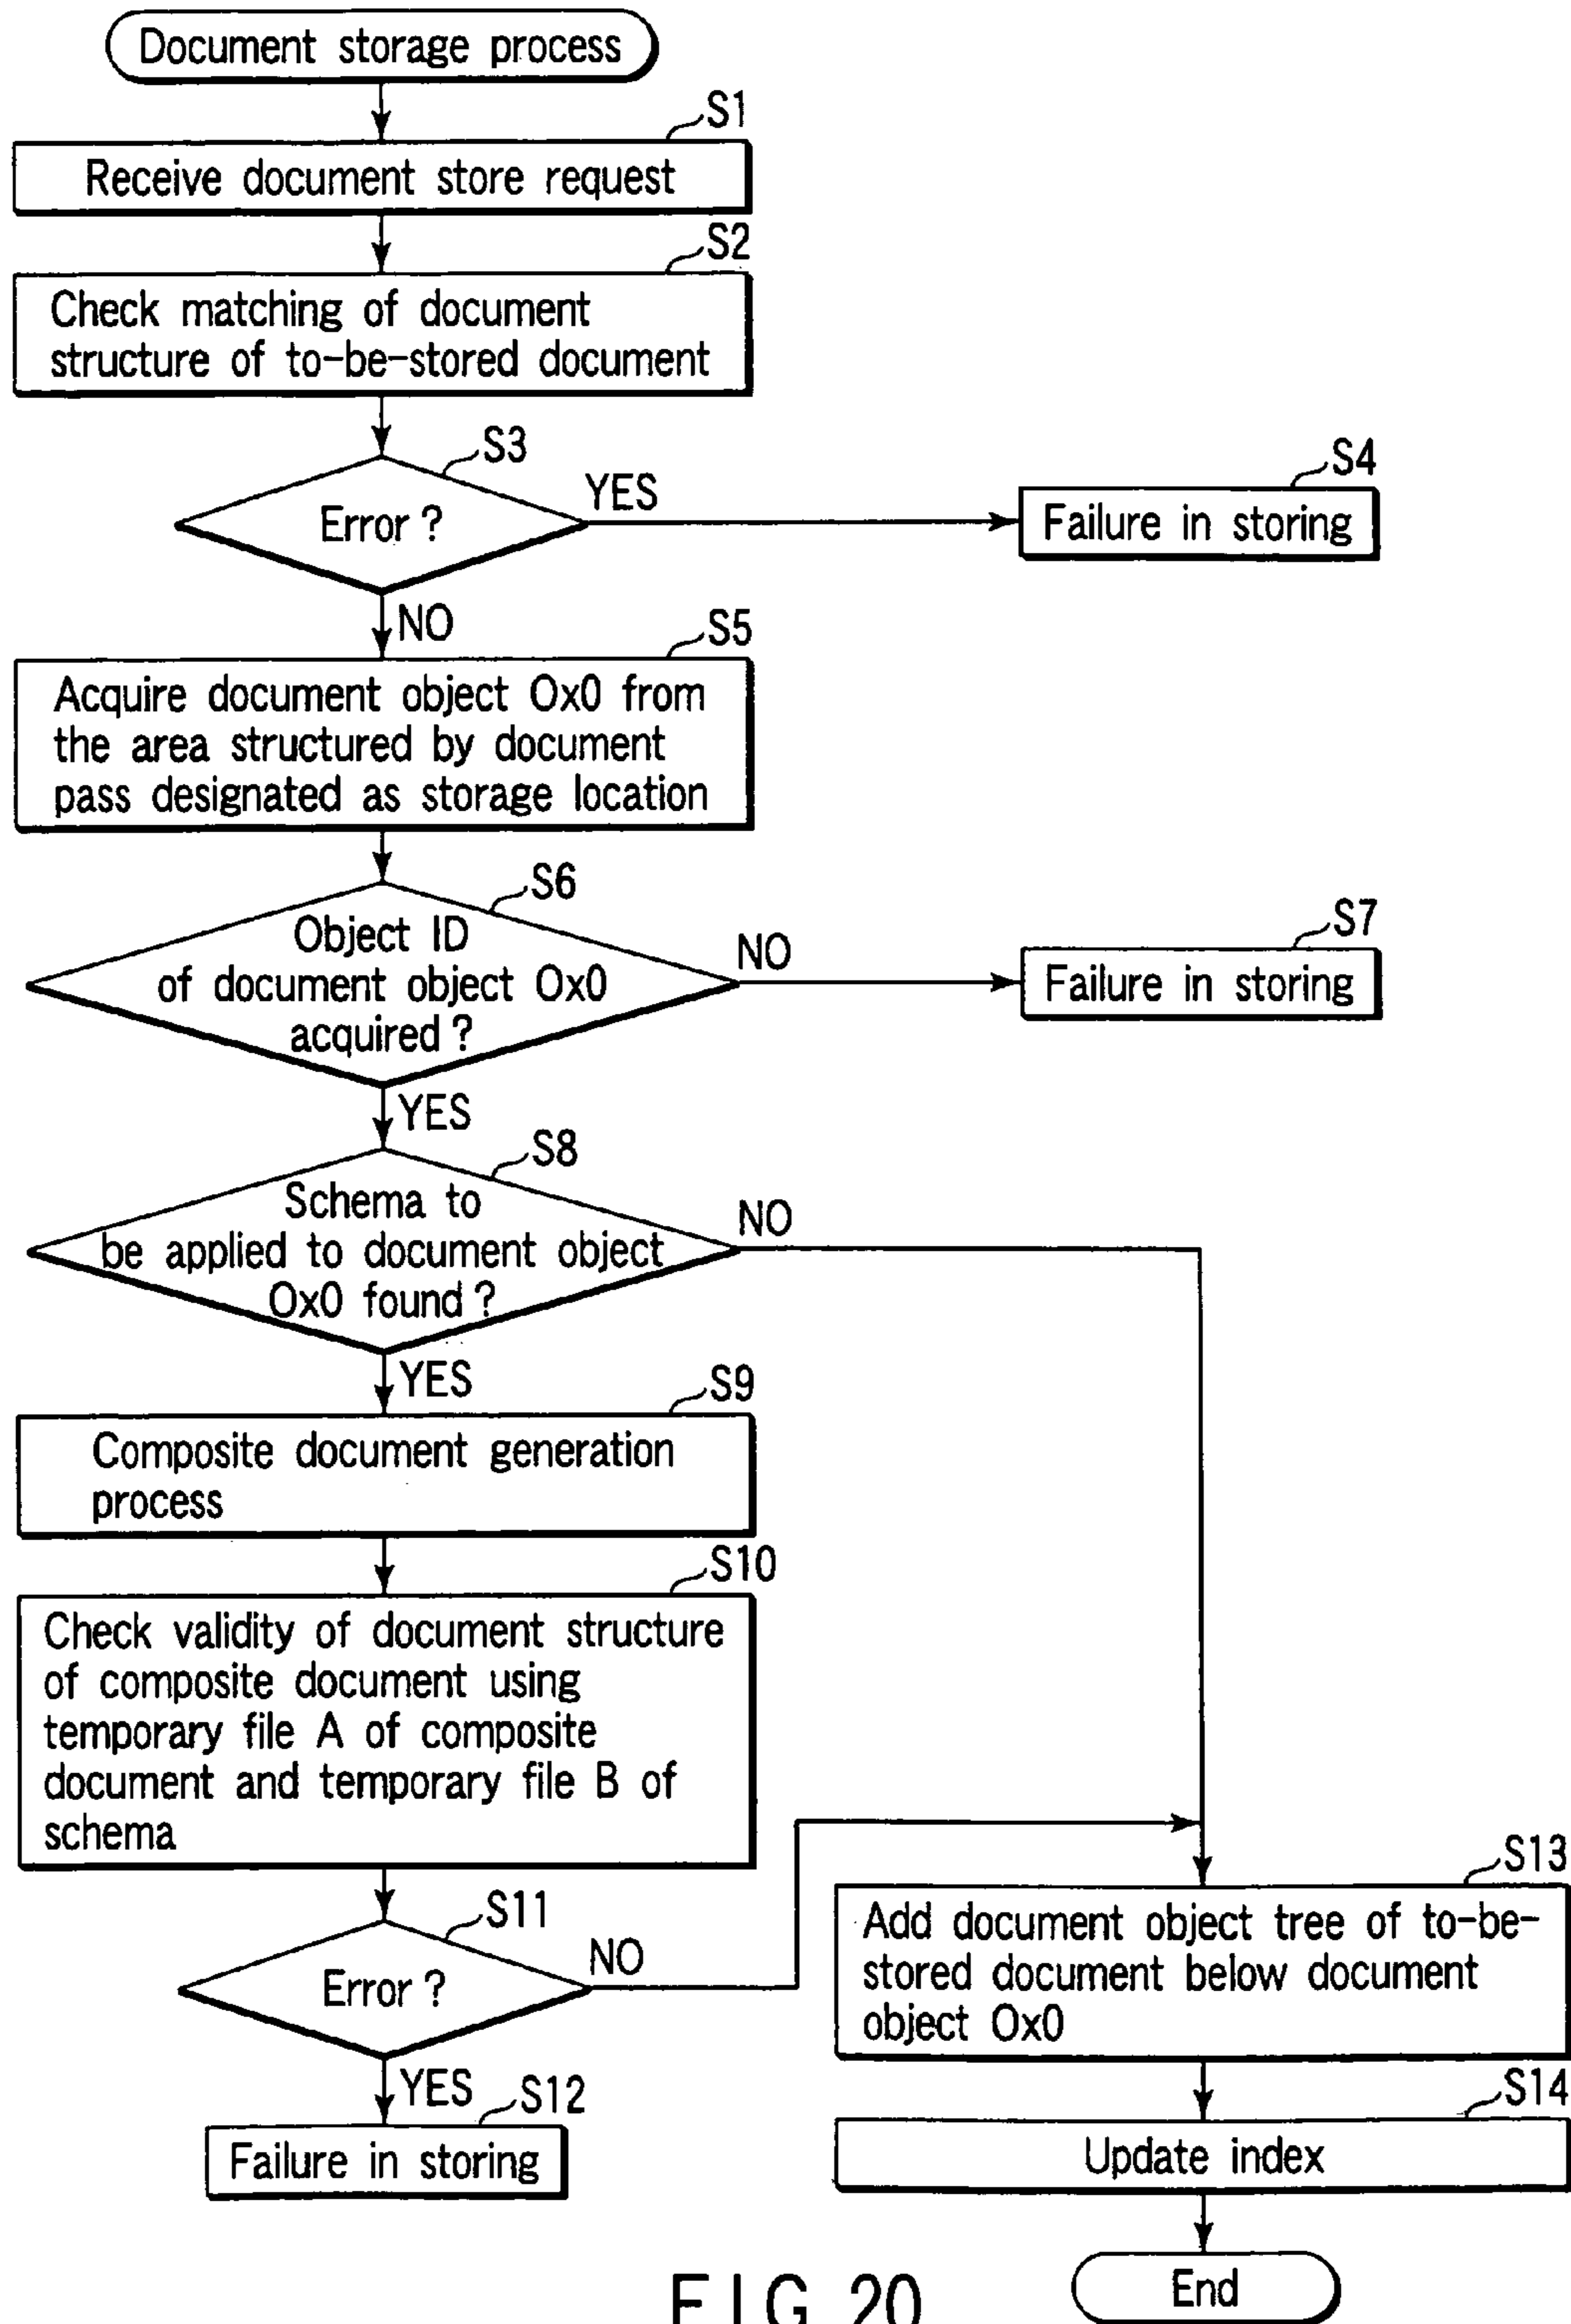 Document storage process
S1
Receive document store request
S2
Check matching of document
structure of to-be-stored document
S3
Error ?
YES
S4
Failure in storing
NO
S5
Acquire document object Ox0 from
the area structured by document
pass designated as storage location
S6
Object ID
of document object Ox0
acquired ?
NO
S7
Failure in storing
YES
S8
Schema to
be applied to document object
Ox0 found ?
NO
YES
S9
Composite document generation
process
S10
Check validity of document structure
of composite document using
temporary file A of composite
document and temporary file B of
schema
S11
Error ?
NO
YES
S12
Failure in storing
S13
Add document object tree of to-be-
stored document below document
object Ox0
S14
Update index
End
FIG. 20